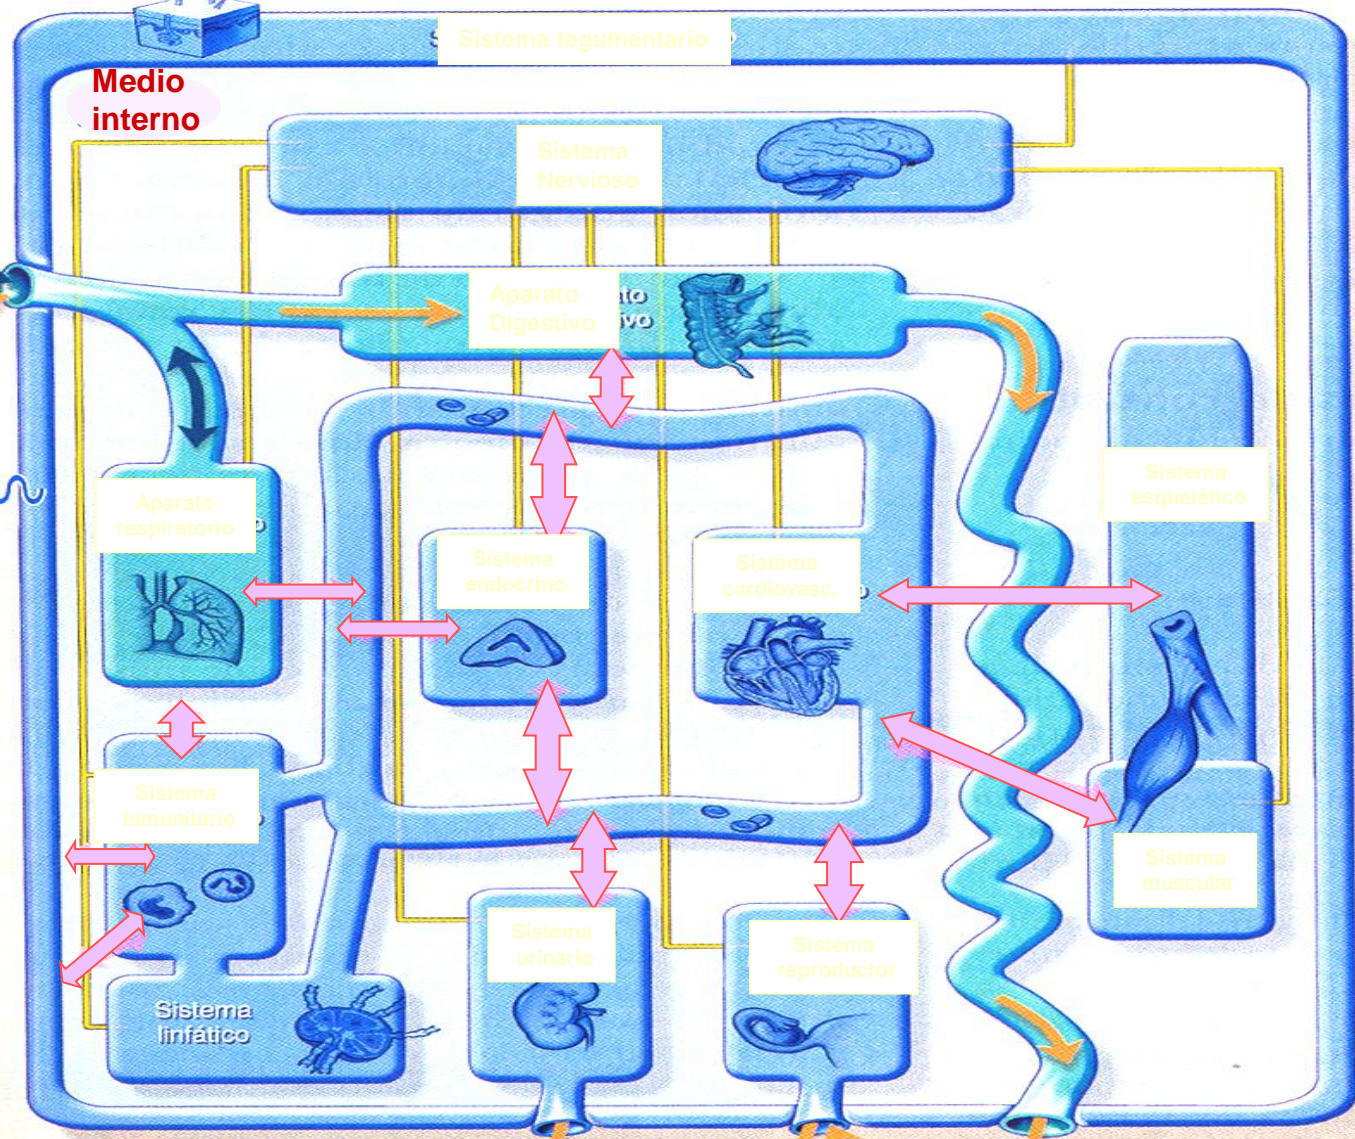 Sistema tegumentario
Medio
interno
Sistema
Nervioso
Aparato
Digestivo
Sistema
esquelético
Aparato
respiratorio
Sistema
endocrino
Sistema
cardiovasc.
Sistema
inmunitario
Sistema
muscular
Sistema
urinario
Sistema
reproductor
Sistema
linfático